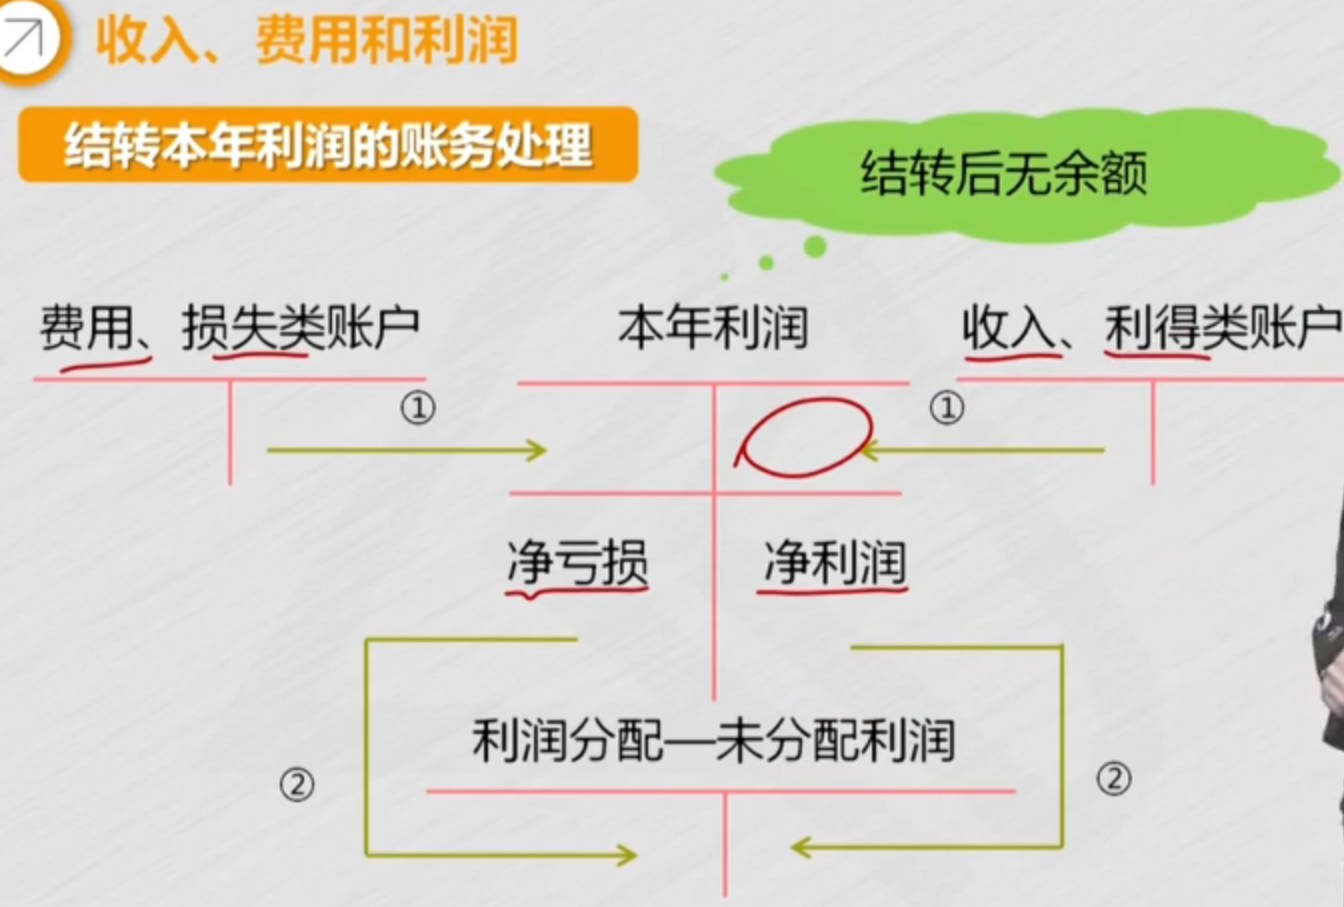 收入、费用和利润
结转本年利润的账务处理
结转后无余额
费用、损失类账户
本年利润
收入、利得类账户
①
①
净亏损
净利润
利润分配—未分配利润
②
②